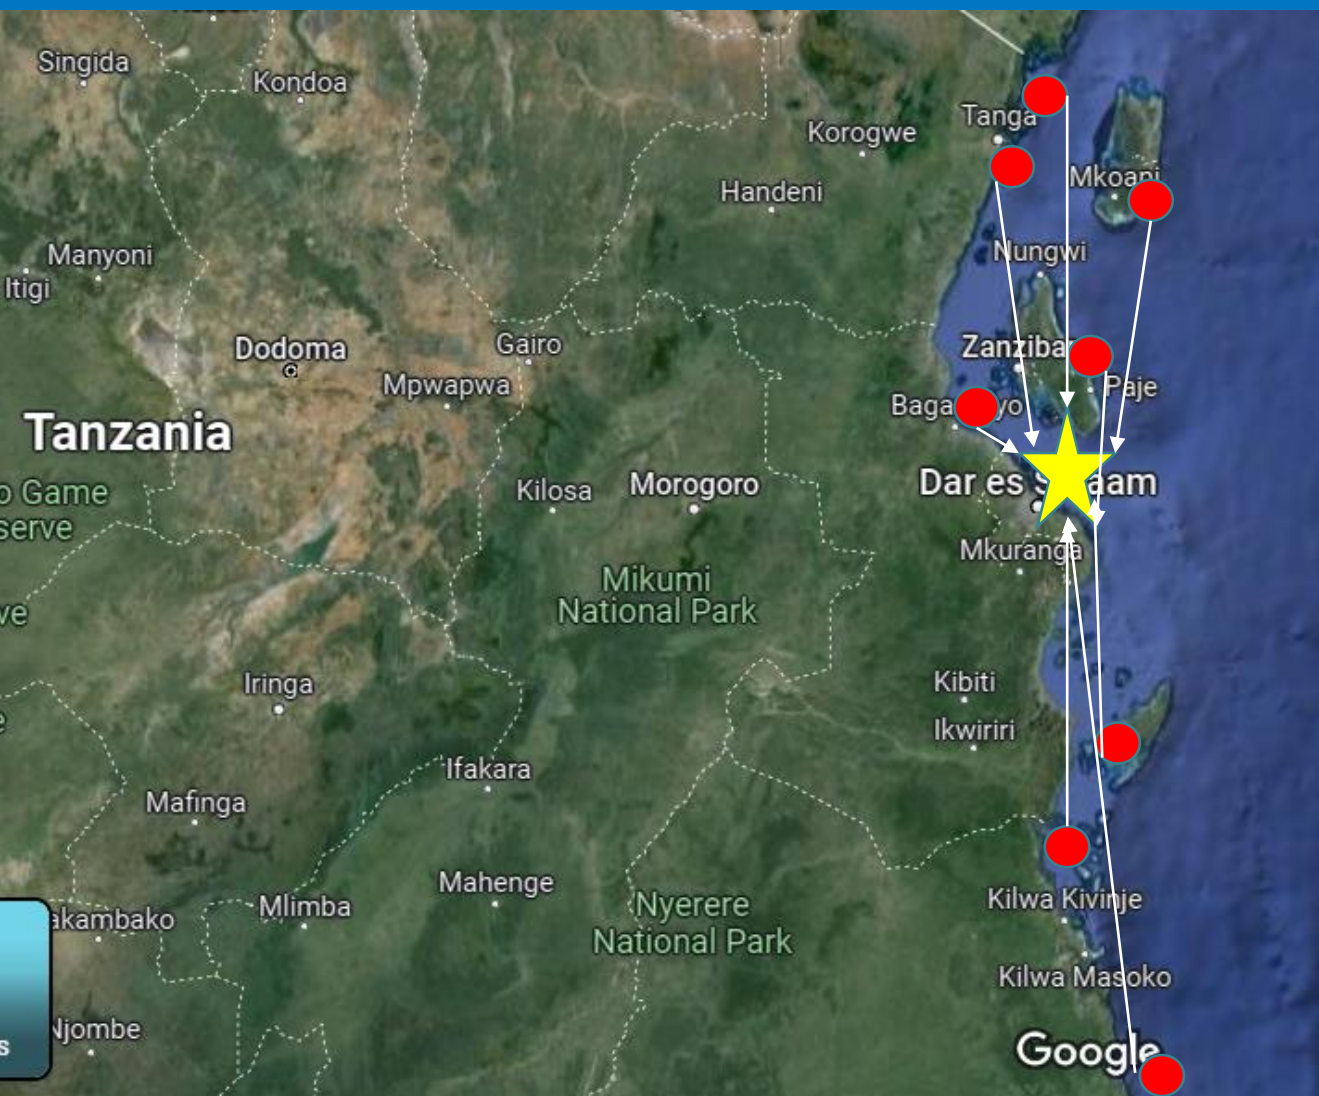 Singida
Kondoa
Korogwe
Tanga
Handeni
Mkoani
Manyoni
Itigi
Nungwi
Dodoma
Gairo
Zanziba
Mpwapwa
Paje
Tanzania
o Game
serve
Kilosa
Morogoro
Dar es
Mkuranga
Mikumi
National Park
ve
Iringa
Kibiti
Ikwiriri
Ifakara
Mafinga
Mahenge
Mlimba
akambako
Nyerere
National Park
Kilwa Kivinje
Kilwa Masoko
Njombe
Google
s